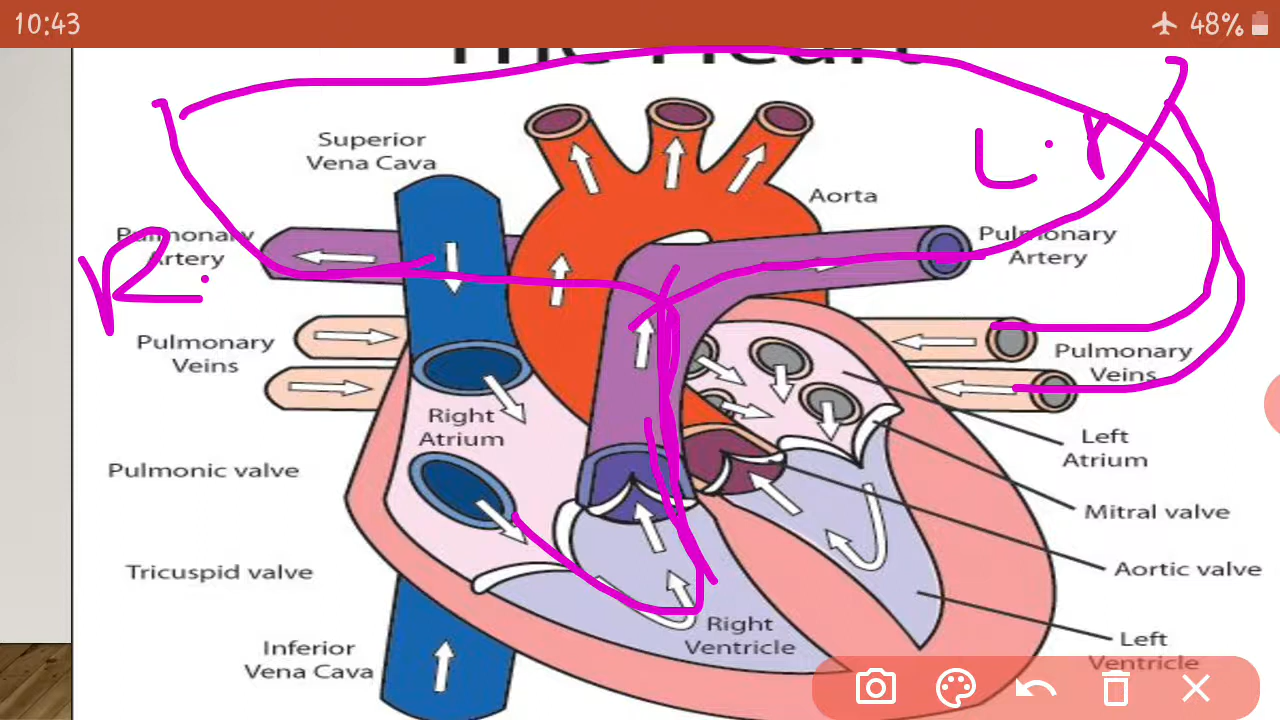 10:43
48%
The Heart
Superior
Vena Cava
Aorta
L.A
Pulmonary
Artery
Pulmonary
Artery
R.
Pulmonary
Veins
Pulmonary
Veins
Right
Atrium
Left
Atrium
Pulmonic valve
Mitral valve
Tricuspid valve
Aortic valve
Right
Ventricle
Left
Ventricle
Inferior
Vena Cava